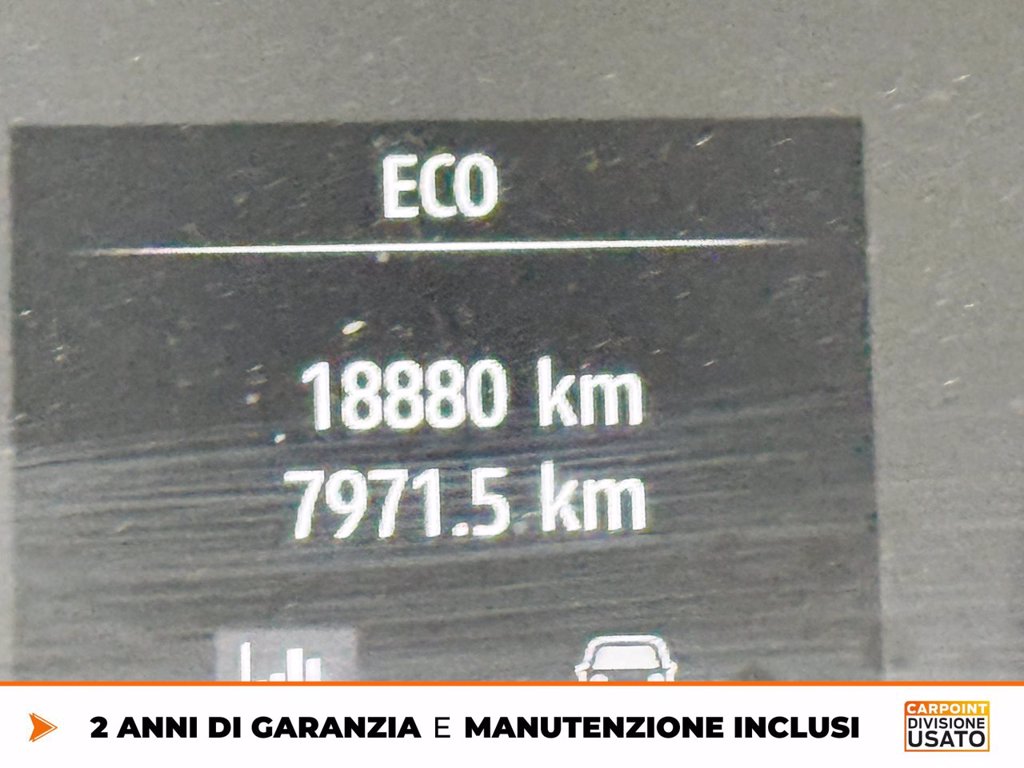 ECO
18880 km
7971.5 km
2 ANNI DI GARANZIA E MANUTENZIONE INCLUSI
CARPOINT
DIVISIONE
USATO